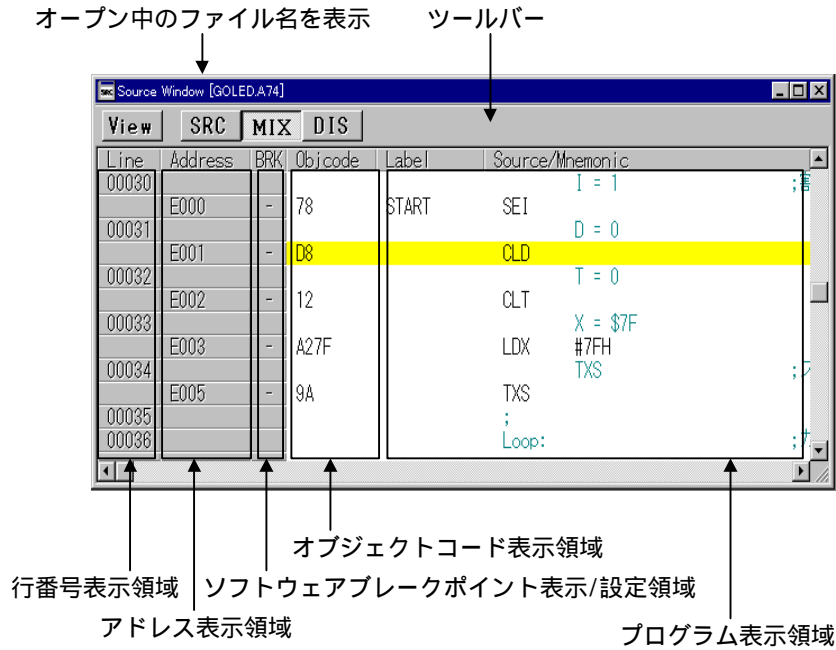 オープン中のファイル名を表示 ツールバー
Source Window [GOLED.A74]
View SRC MIX DIS
Line Address BRK Objcode Label Source/Mnemonic
00030 I = 1 ;
E000 - 78 START SEI
00031 D = 0
E001 - D8 CLD
00032 T = 0
E002 - 12 CLT
00033 X = $7F
E003 - A27F LDX #7FH
00034 TXS ;
E005 - 9A TXS
00035 ;
00036 Loop: ;
オブジェクトコード表示領域
行番号表示領域 ソフトウェアブレークポイント表示/設定領域
アドレス表示領域 プログラム表示領域